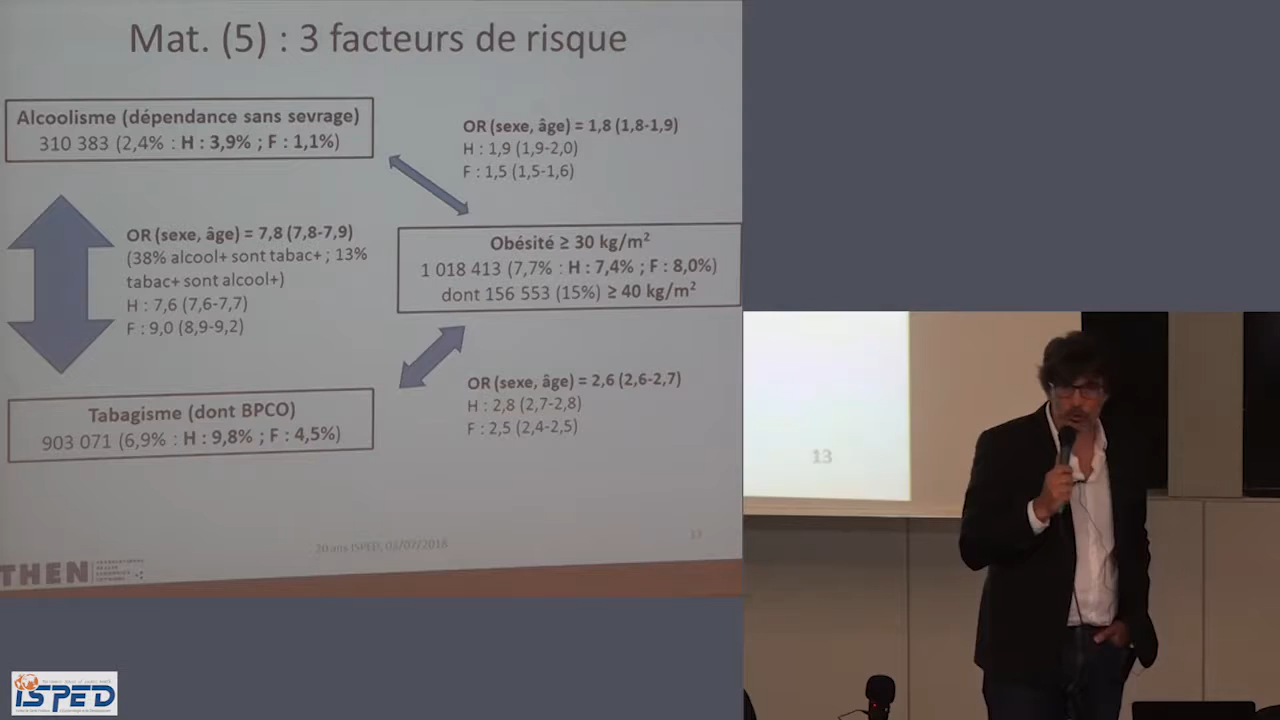 Mat. (5) : 3 facteurs de risque
Alcoolisme (dépendance sans sevrage)
310 383 (2,4% : H : 3,9% ; F : 1,1%)
OR (sexe, âge) = 1,8 (1,8-1,9)
H : 1,9 (1,9-2,0)
F : 1,5 (1,5-1,6)
OR (sexe, âge) = 7,8 (7,8-7,9)
(38% alcool+ sont tabac+ ; 13%
tabac+ sont alcool+)
H : 7,6 (7,6-7,7)
F : 9,0 (8,9-9,2)
Obésité ≥ 30 kg/m²
1 018 413 (7,7% : H : 7,4% ; F : 8,0%)
dont 156 553 (15%) ≥ 40 kg/m²
Tabagisme (dont BPCO)
903 071 (6,9% : H : 9,8% ; F : 4,5%)
OR (sexe, âge) = 2,6 (2,6-2,7)
H : 2,8 (2,7-2,8)
F : 2,5 (2,4-2,5)
20 ans ISPED, 03/07/2018
13
THEN
13
ISPED